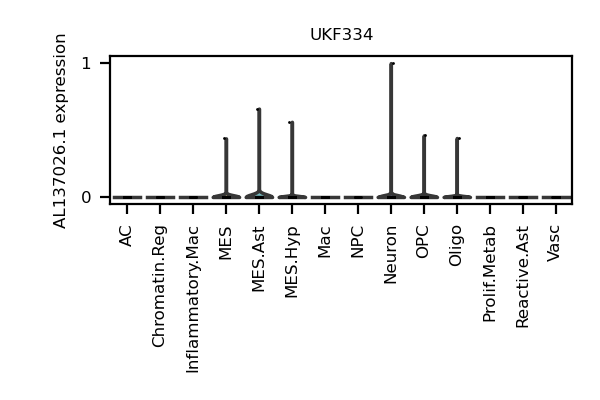 UKF334
AL137026.1 expression
1
0
AC
Chromatin.Reg
Inflammatory.Mac
MES
MES.Ast
MES.Hyp
Mac
NPC
Neuron
OPC
Oligo
Prolif.Metab
Reactive.Ast
Vasc